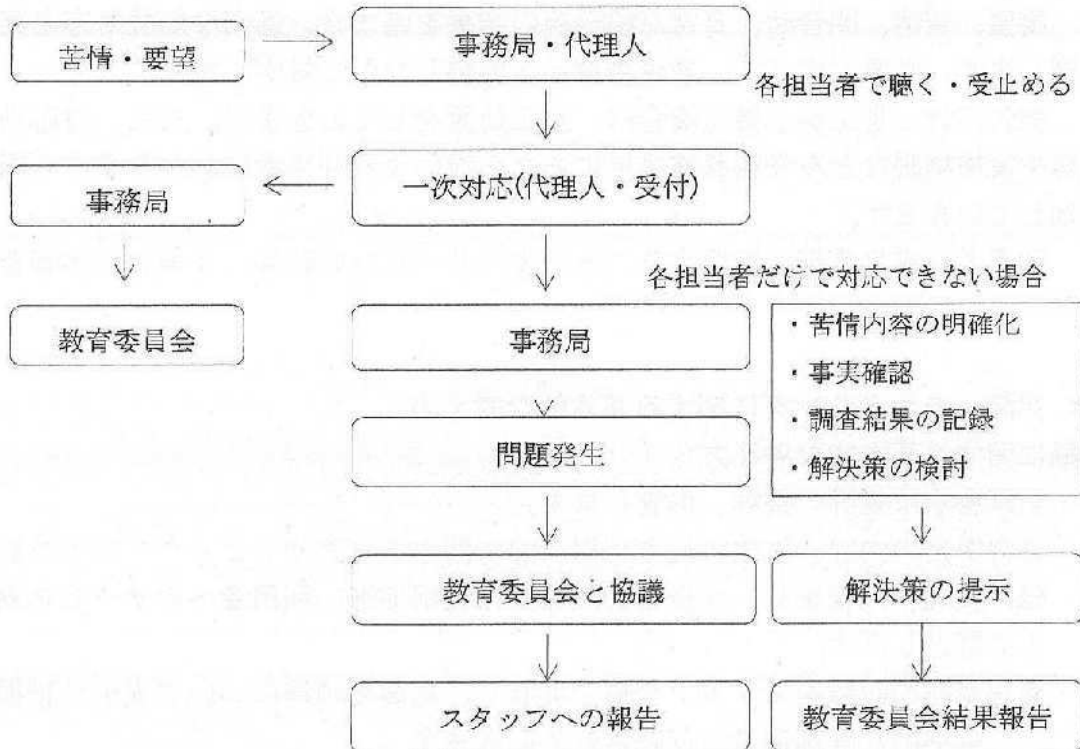 苦情・要望
事務局・代理人
各担当者で聴く・受止める
事務局
一次対応(代理人・受付)
各担当者だけで対応できない場合
教育委員会
事務局
・苦情内容の明確化
・事実確認
・調査結果の記録
・解決策の検討
問題発生
教育委員会と協議
解決策の提示
スタッフへの報告
教育委員会結果報告